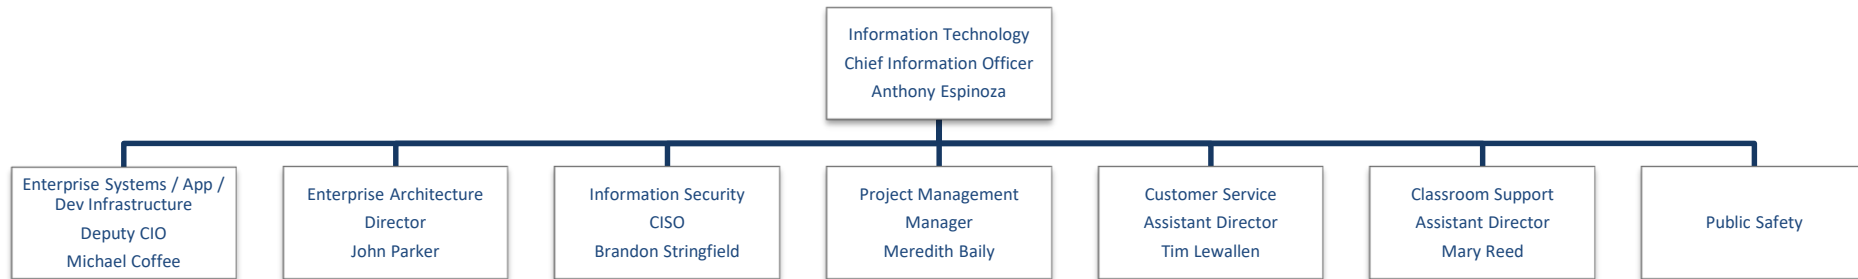 Information Technology
Chief Information Officer
Anthony Espinoza
Enterprise Systems / App /
Dev Infrastructure
Deputy CIO
Michael Coffee
Enterprise Architecture
Director
John Parker
Information Security
CISO
Brandon Stringfield
Project Management
Manager
Meredith Baily
Customer Service
Assistant Director
Tim Lewallen
Classroom Support
Assistant Director
Mary Reed
Public Safety